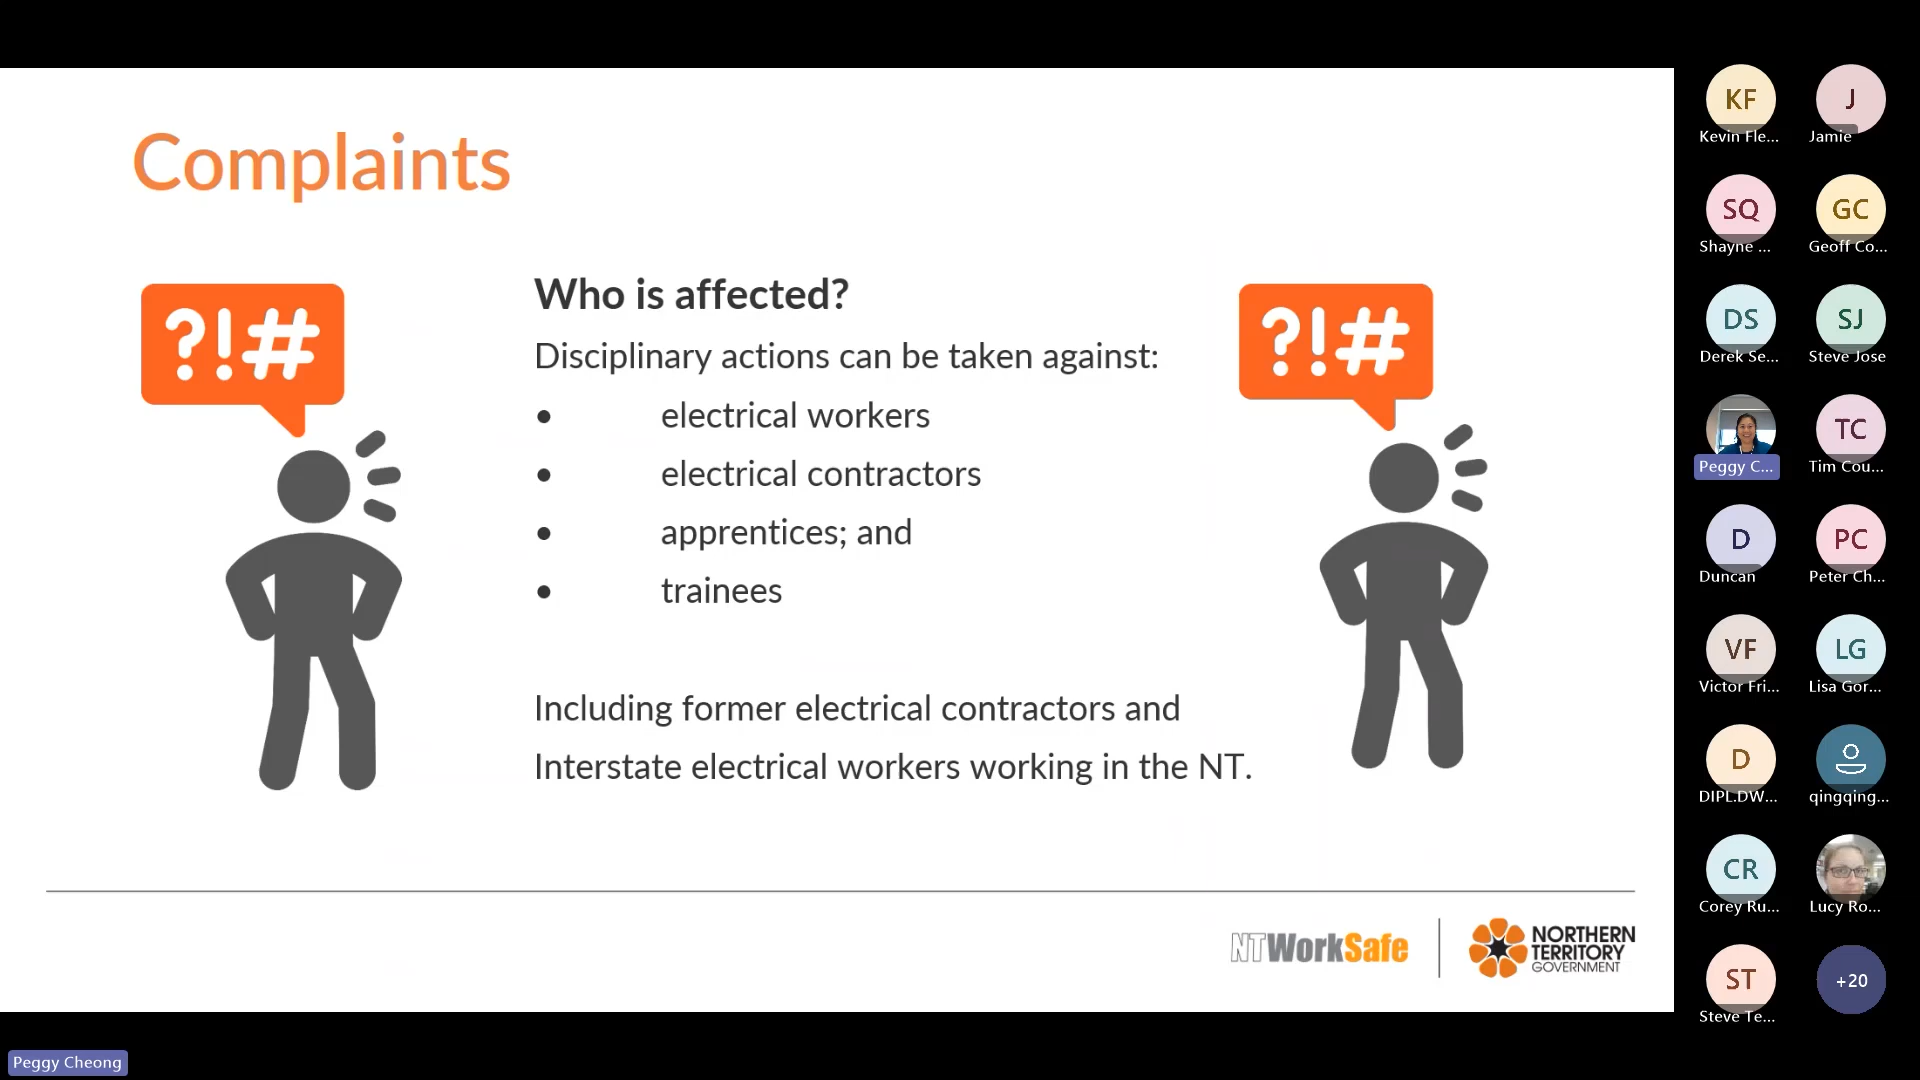 Complaints
?!#
?!#
Who is affected?
Disciplinary actions can be taken against:
• electrical workers
• electrical contractors
• apprentices; and
• trainees
Including former electrical contractors and
Interstate electrical workers working in the NT.
NTWorkSafe
NORTHERN
TERRITORY
GOVERNMENT
KF
Kevin Fle...
J
Jamie
SQ
Shayne ...
GC
Geoff Co...
DS
Derek Se...
SJ
Steve Jose
Peggy C...
TC
Tim Cou...
D
Duncan
PC
Peter Ch...
VF
Victor Fri...
LG
Lisa Gor...
D
DIPL.DW...
qingqing...
CR
Corey Ru...
Lucy Ro...
ST
Steve Te...
+20
Peggy Cheong